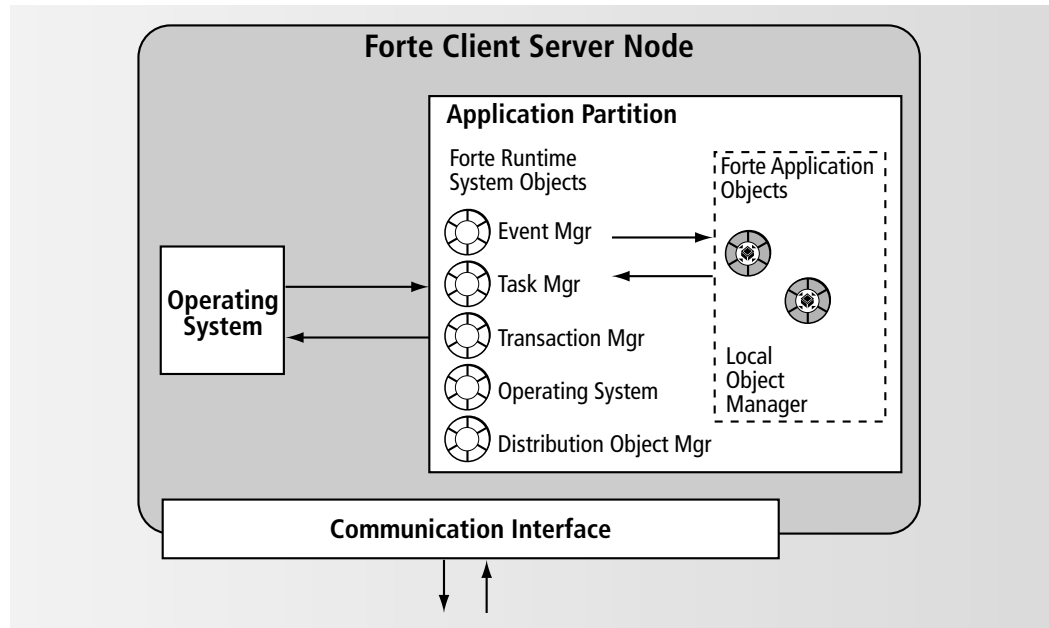 Forte Client Server Node
Application Partition
Forte Runtime
System Objects
Event Mgr
Task Mgr
Transaction Mgr
Operating System
Distribution Object Mgr
Forte Application
Objects
Local
Object
Manager
Operating
System
Communication Interface